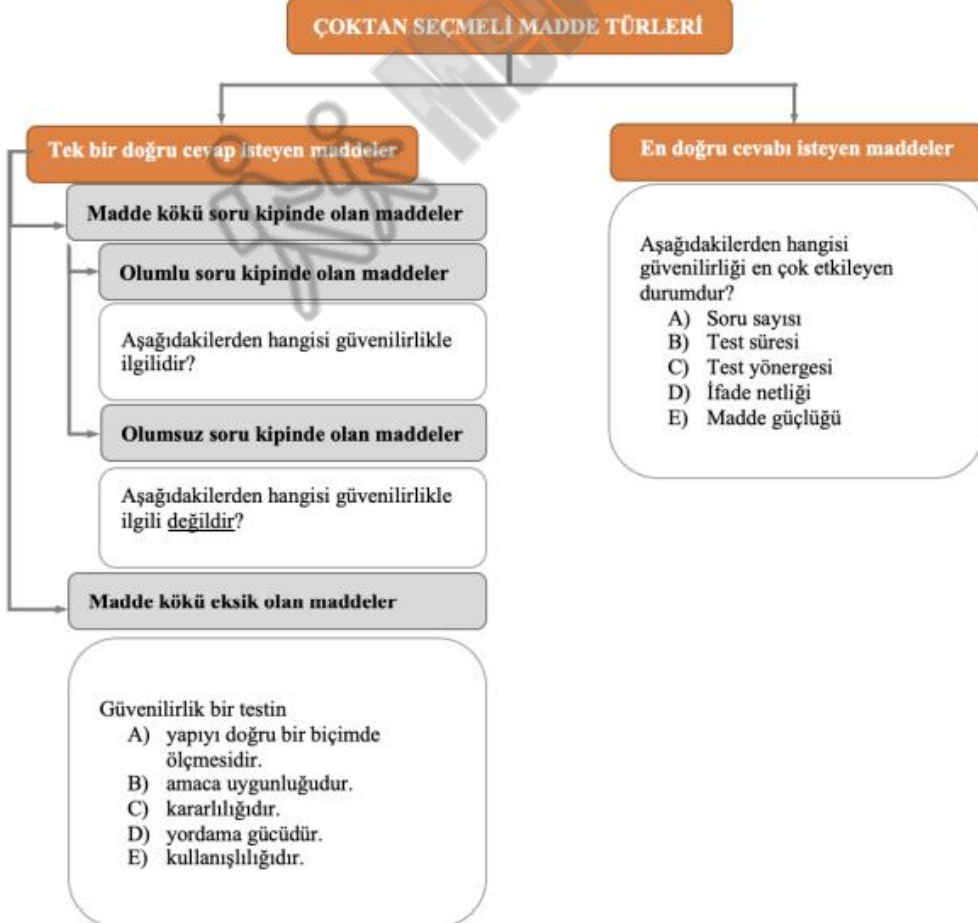 ÇOKTAN SEÇMELİ MADDE TÜRLERİ
Tek bir doğru cevap isteyen maddeler
Madde kökü soru kipinde olan maddeler
Olumlu soru kipinde olan maddeler
Aşağıdakilerden hangisi güvenilirlikle
ilgilidir?
Olumsuz soru kipinde olan maddeler
Aşağıdakilerden hangisi güvenilirlikle
ilgili değildir?
Madde kökü eksik olan maddeler
Güvenilirlik bir testin
A) yapıyı doğru bir biçimde
ölçmesidir.
B) amaca uygunluğudur.
C) kararlılığıdır.
D) yordama gücüdür.
E) kullanışlılığıdır.
En doğru cevabı isteyen maddeler
Aşağıdakilerden hangisi
güvenilirliği en çok etkileyen
durumdur?
A) Soru sayısı
B) Test süresi
C) Test yönergesi
D) İfade netliği
E) Madde güçlüğü